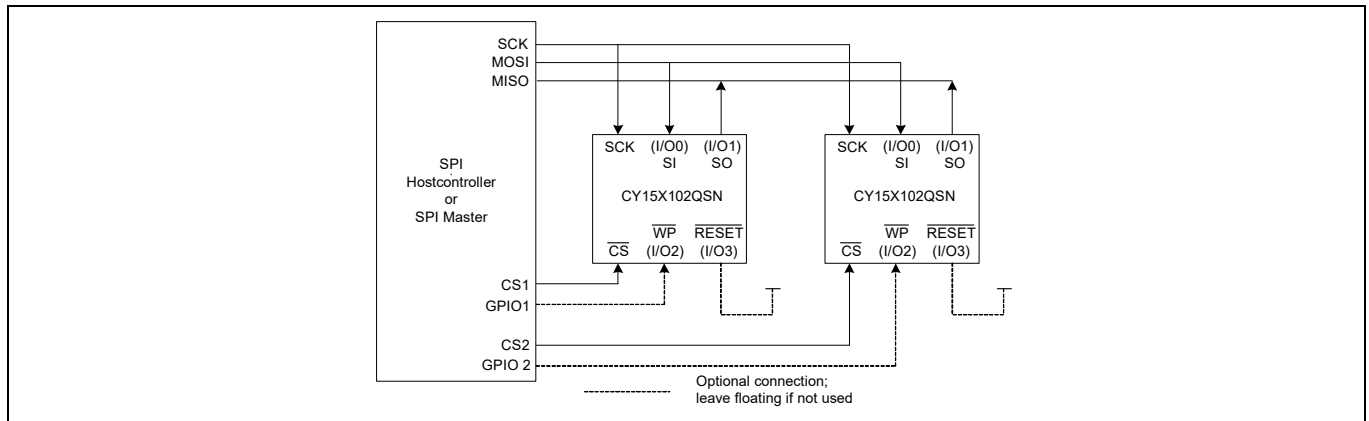 SCK
MOSI
MISO
SPI
Hostcontroller
or
SPI Master
CS1
GPIO1
CS2
GPIO 2
SCK (I/O0) (I/O1)
SI SO
CY15X102QSN
WP RESET
CS (I/O2) (I/O3)
SCK (I/O0) (I/O1)
SI SO
CY15X102QSN
WP RESET
CS (I/O2) (I/O3)
Optional connection;
leave floating if not used